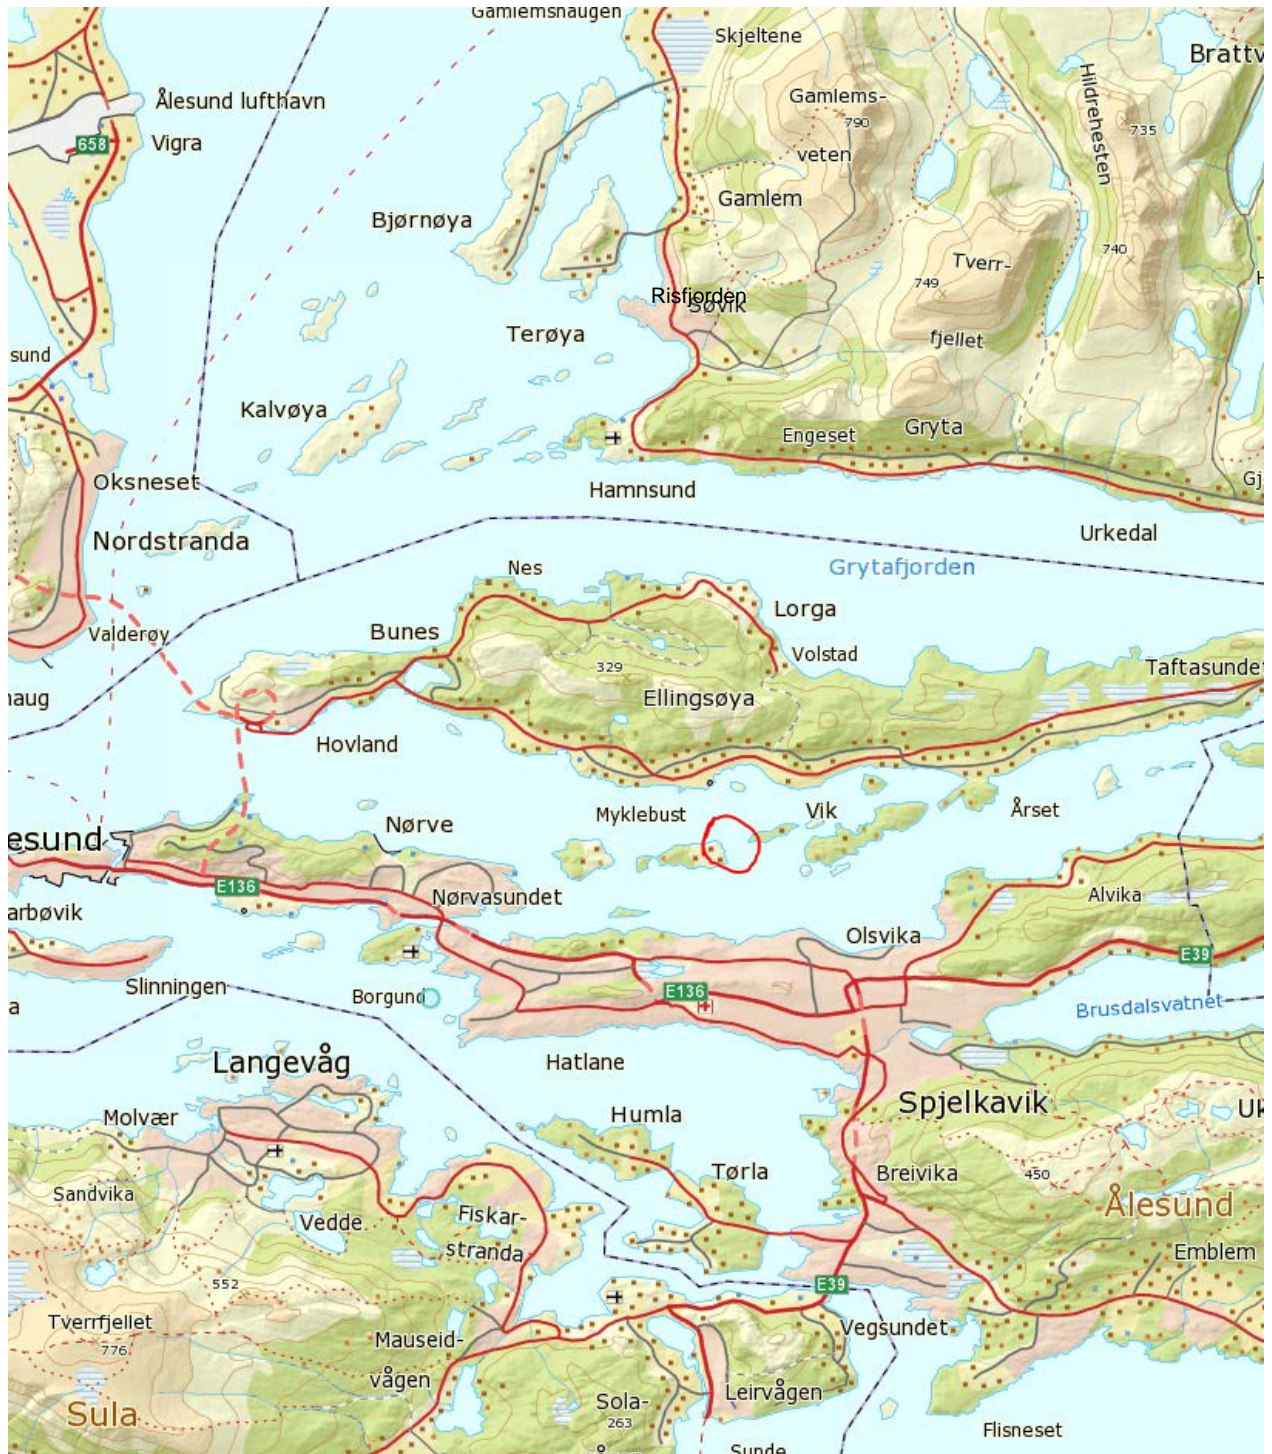 Gamlemshaugen
Skjeltene
Brattv
Ålesund lufthavn
658
Vigra
Gamlems-
790
veten
Hildrehesten
735
Gamlem
Bjørnøya
740
Tverr-
749
Risfjorden
Søvik
H
Terøya
fjellet
sund
Kalvøya
Engeset
Gryta
Oksneset
Hamnsund
Gj
Nordstranda
Urkedal
Nes
Grytafjorden
Lorga
Valderøy
Bunes
Volstad
329
Taftasundet
haug
Ellingsøya
Hovland
Myklebust
Vik
Årset
esund
Nørve
E136
Nørvasundet
Alvika
arbøvik
Olsvika
E39
Slinningen
Borgund
E136
a
Brusdalsvatnet
Langevåg
Hatlane
Spjelkavik
Uk
Molvær
Humla
Tørla
Breivika
450
Sandvika
Ålesund
Vedde
Fiskar-
stranda
Emblem
552
E39
Tverrfjellet
776
Mauseid-
vågen
Vegsundet
Sula
Sola-
263
Leirvågen
Flisneset
Sunde